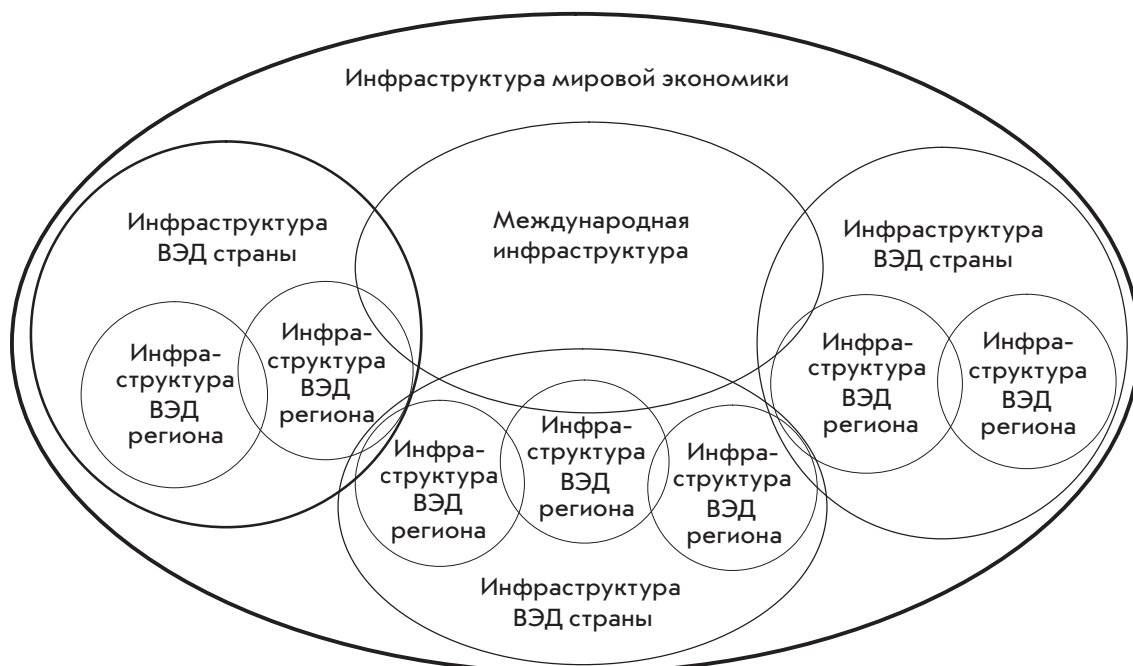 Инфраструктура мировой экономики
Инфраструктура
ВЭД страны
Международная
инфраструктура
Инфраструктура
ВЭД страны
Инфра-
структура
ВЭД
региона
Инфра-
структура
ВЭД
региона
Инфра-
структура
ВЭД
региона
Инфра-
структура
ВЭД
региона
Инфра-
структура
ВЭД
региона
Инфра-
структура
ВЭД
региона
Инфра-
структура
ВЭД
региона
Инфраструктура
ВЭД страны